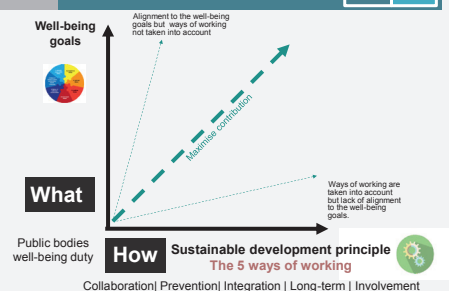 Well-being
goals
Alignment to the well-being
goals but ways of working
not taken into account
Maximise contribution
What
Ways of working are
taken into account
but lack of alignment
to the well-being
goals.
Public bodies
well-being duty
How
Sustainable development principle
The 5 ways of working
Collaboration| Prevention| Integration | Long-term | Involvement